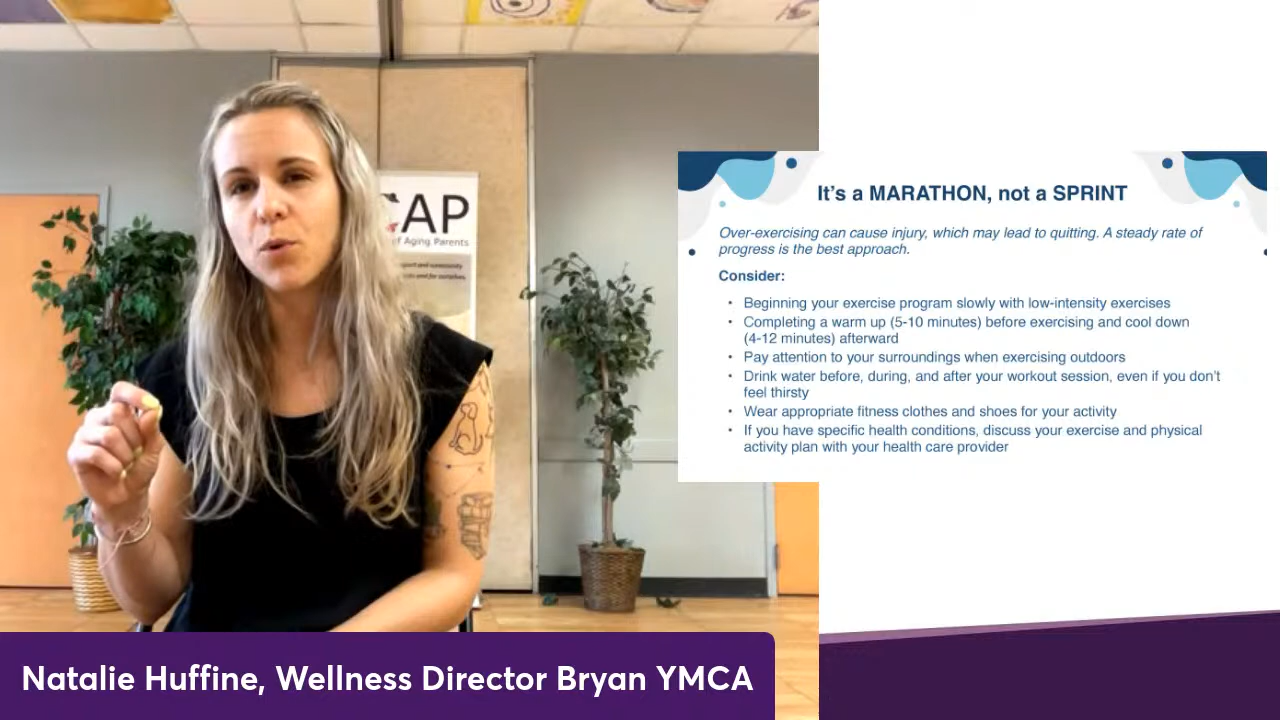 CAP
of Aging Parents
It's a MARATHON, not a SPRINT
Over-exercising can cause injury, which may lead to quitting. A steady rate of
progress is the best approach.
Consider:
• Beginning your exercise program slowly with low-intensity exercises
• Completing a warm up (5-10 minutes) before exercising and cool down
(4-12 minutes) afterward
• Pay attention to your surroundings when exercising outdoors
• Drink water before, during, and after your workout session, even if you don't
feel thirsty
• Wear appropriate fitness clothes and shoes for your activity
• If you have specific health conditions, discuss your exercise and physical
activity plan with your health care provider
Natalie Huffine, Wellness Director Bryan YMCA